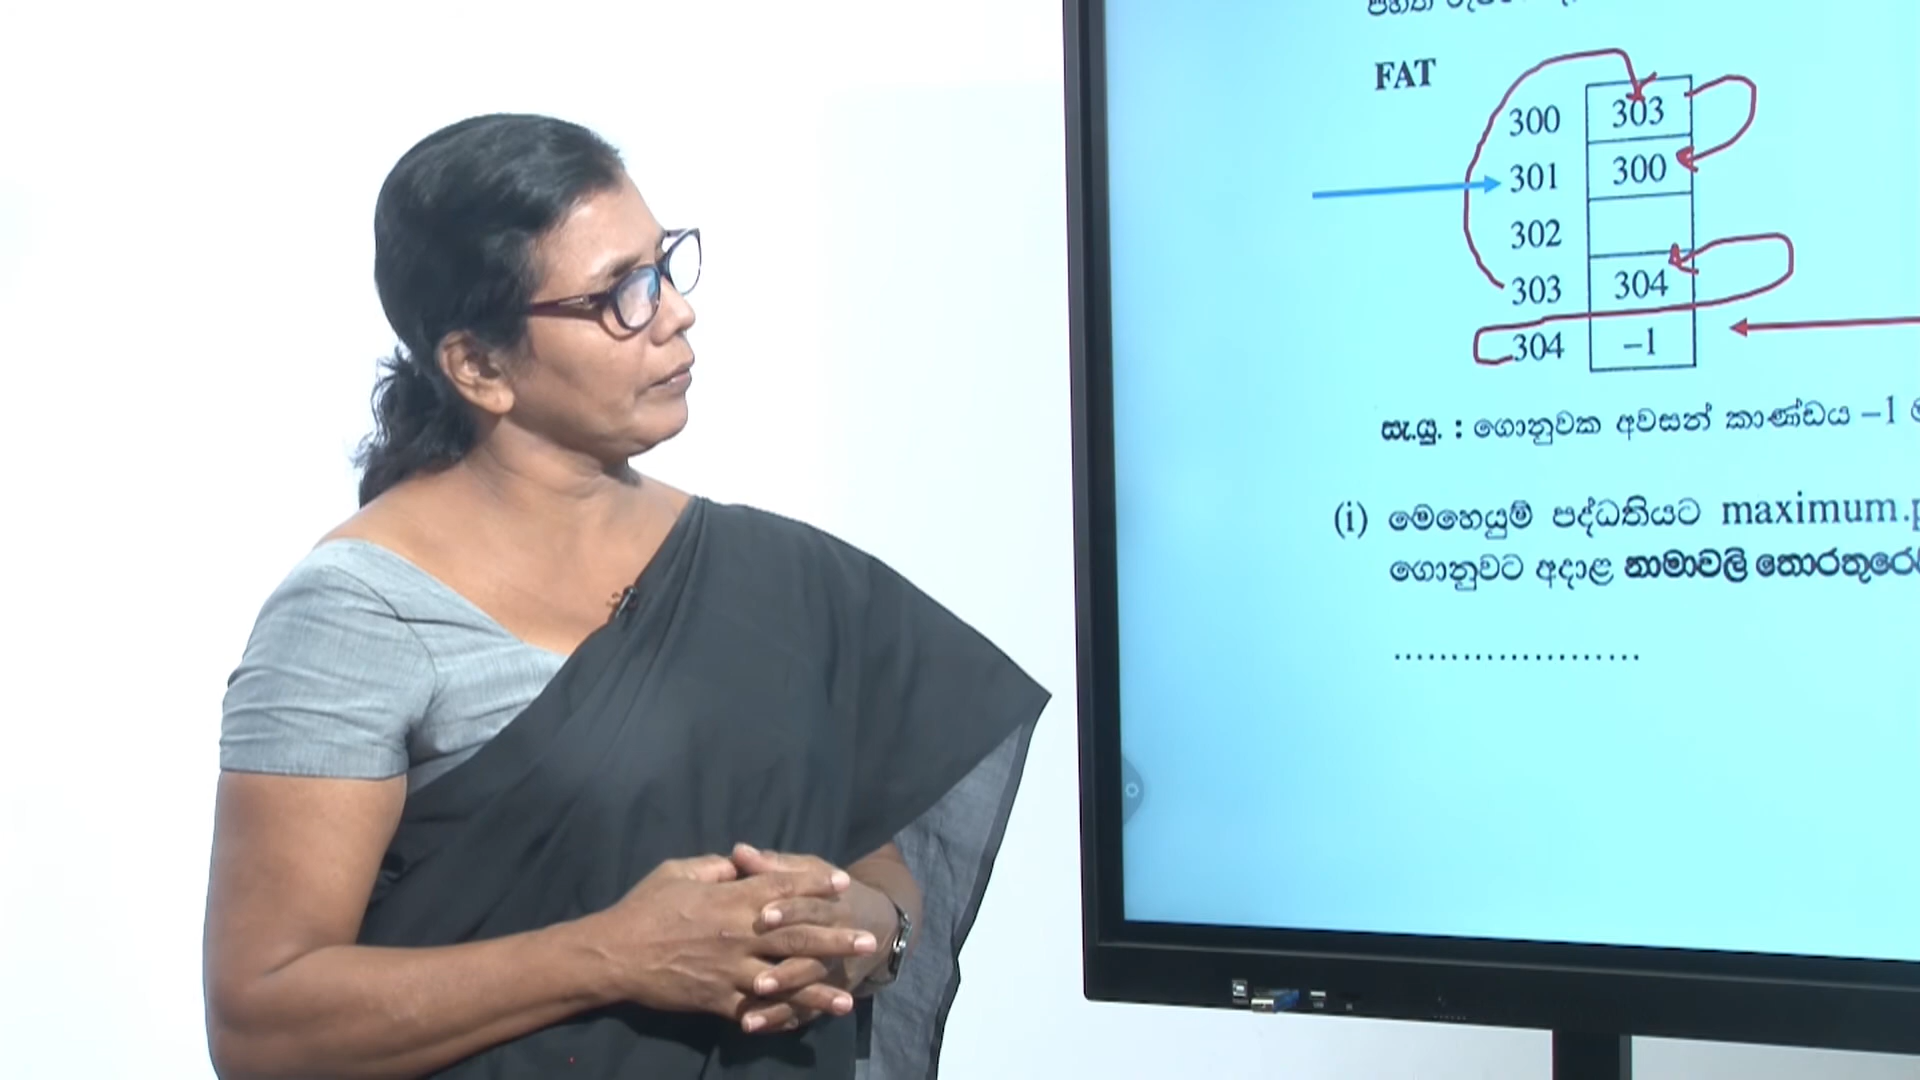 FAT
300 303
301 300
302
303 304
304 –1
සැ.යු. : ගොනුවක අවසන් කාණ්ඩය –1
(i) මෙහෙයුම් පද්ධතියට maximum.p
ගොනුවට අදාළ නාමාවලි
.......................